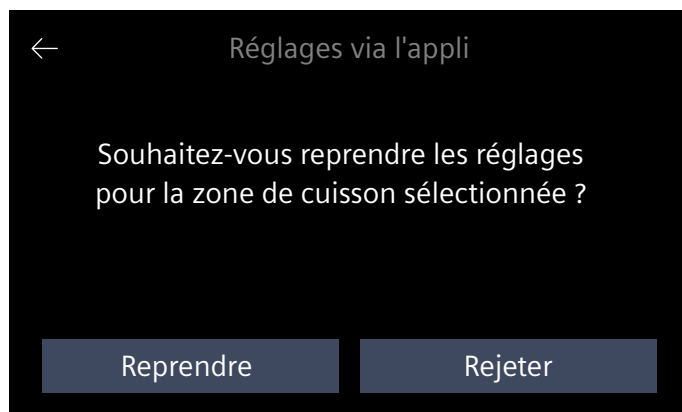 Réglages via l'appli
Souhaitez-vous reprendre les réglages
pour la zone de cuisson sélectionnée ?
Reprendre
Rejeter